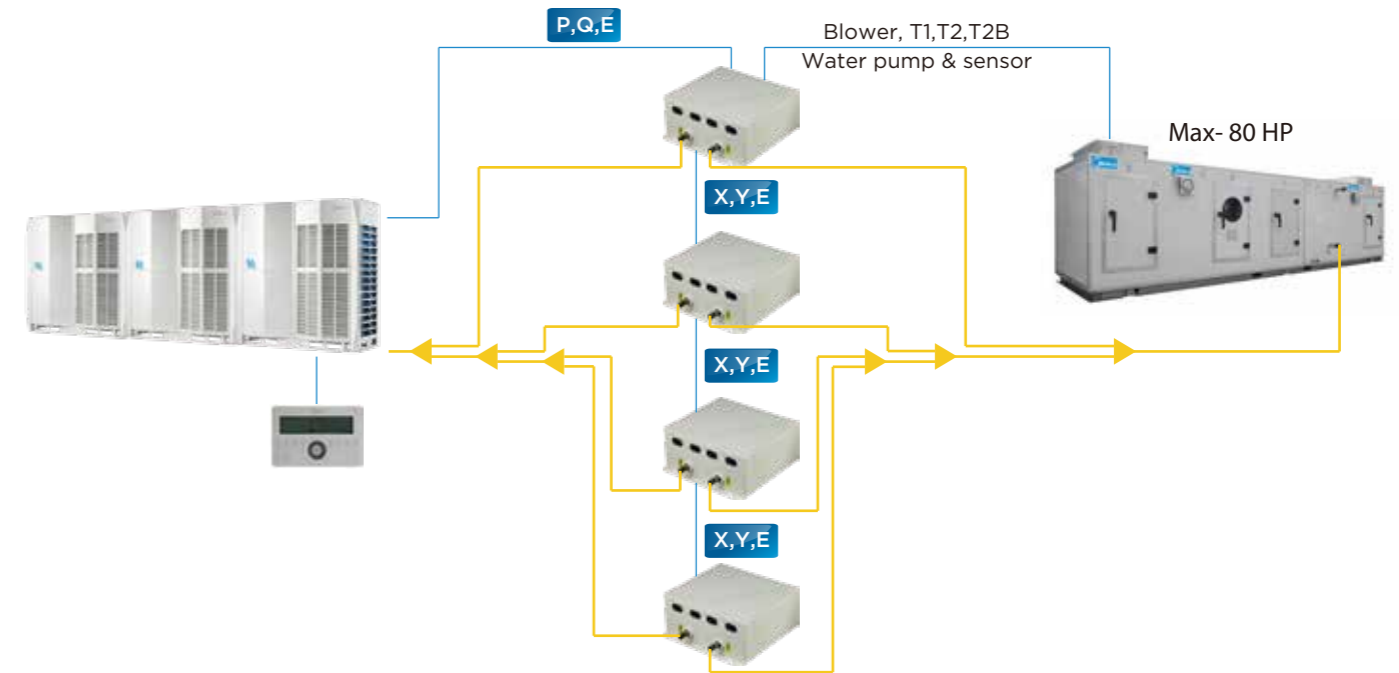 P,Q,E
Blower, T1,T2,T2B
Water pump & sensor
Max- 80 HP
X,Y,E
X,Y,E
X,Y,E